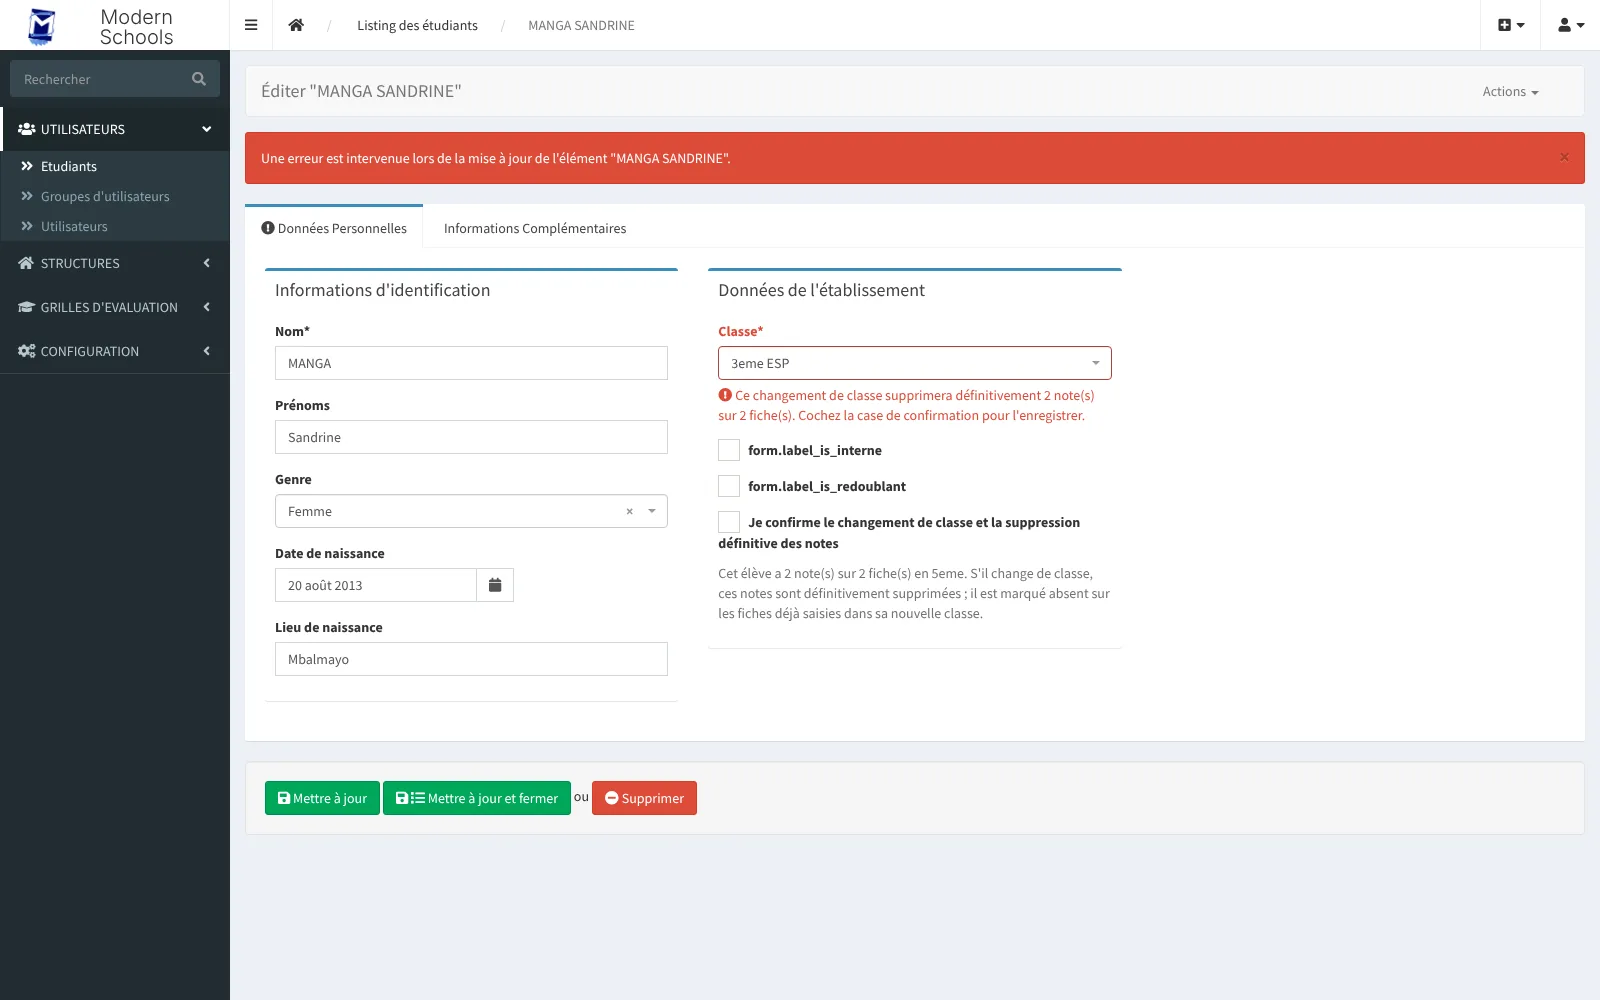 Modern
Schools
Listing des étudiants
MANGA SANDRINE
Rechercher
UTILISATEURS
Etudiants
Groupes d'utilisateurs
Utilisateurs
STRUCTURES
GRILLES D'EVALUATION
CONFIGURATION
Éditer "MANGA SANDRINE"
Actions
Une erreur est intervenue lors de la mise à jour de l'élément "MANGA SANDRINE".
×
Données Personnelles
Informations Complémentaires
Informations d'identification
Nom*
MANGA
Prénoms
Sandrine
Genre
Femme
×
Date de naissance
20 août 2013
Lieu de naissance
Mbalmayo
Données de l'établissement
Classe*
3eme ESP
Ce changement de classe supprimera définitivement 2 note(s)
sur 2 fiche(s). Cochez la case de confirmation pour l'enregistrer.
form.label_is_interne
form.label_is_redoublant
Je confirme le changement de classe et la suppression
définitive des notes
Cet élève a 2 note(s) sur 2 fiche(s) en 5eme. S'il change de classe,
ces notes sont définitivement supprimées ; il est marqué absent sur
les fiches déjà saisies dans sa nouvelle classe.
Mettre à jour
Mettre à jour et fermer
ou
Supprimer